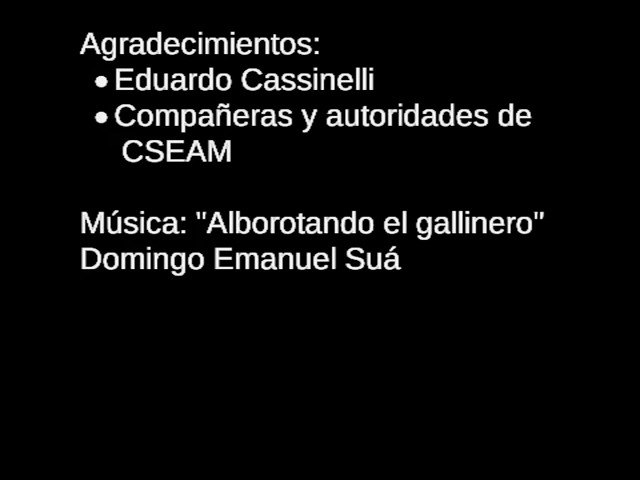 Agradecimientos:
● Eduardo Cassinelli
● Compañeras y autoridades de
CSEAM
Música: "Alborotando el gallinero"
Domingo Emanuel Suá